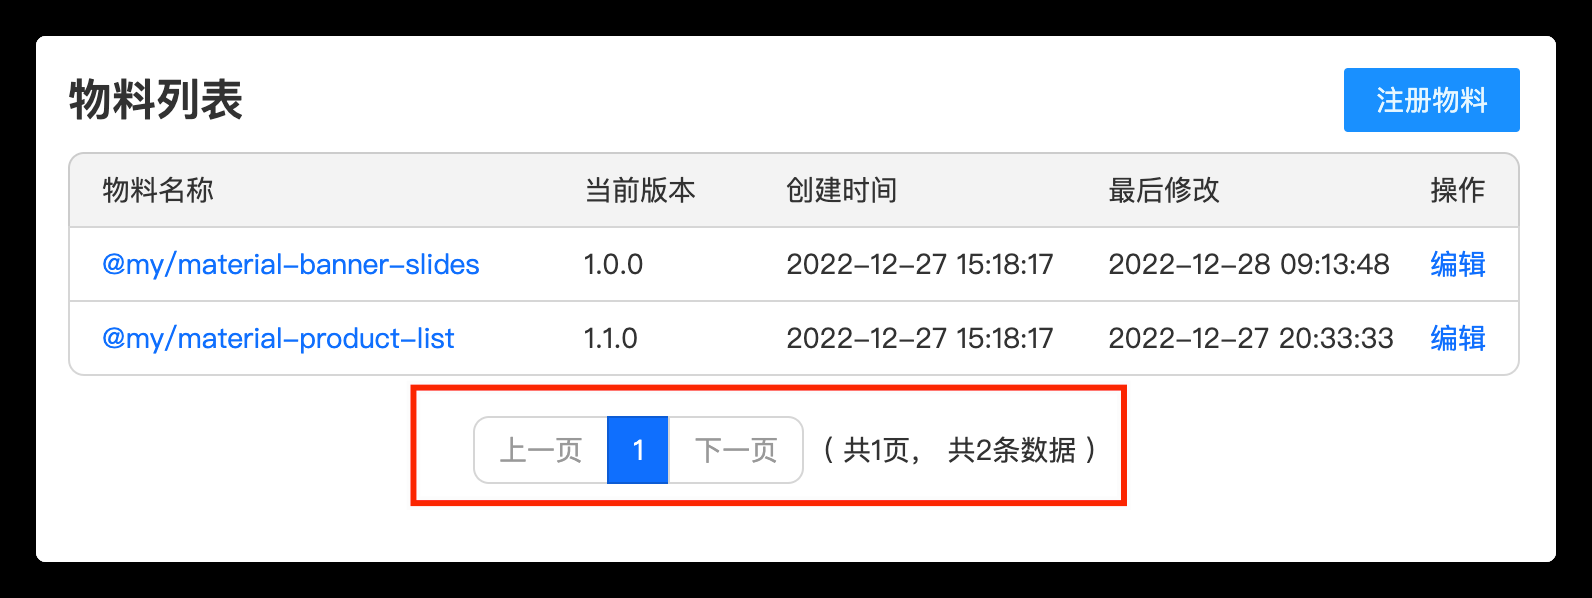 物料列表 注册物料
物料名称 当前版本 创建时间 最后修改 操作
@my/material-banner-slides 1.0.0 2022-12-27 15:18:17 2022-12-28 09:13:48 编辑
@my/material-product-list 1.1.0 2022-12-27 15:18:17 2022-12-27 20:33:33 编辑
上一页 1 下一页 ( 共1页， 共2条数据 )